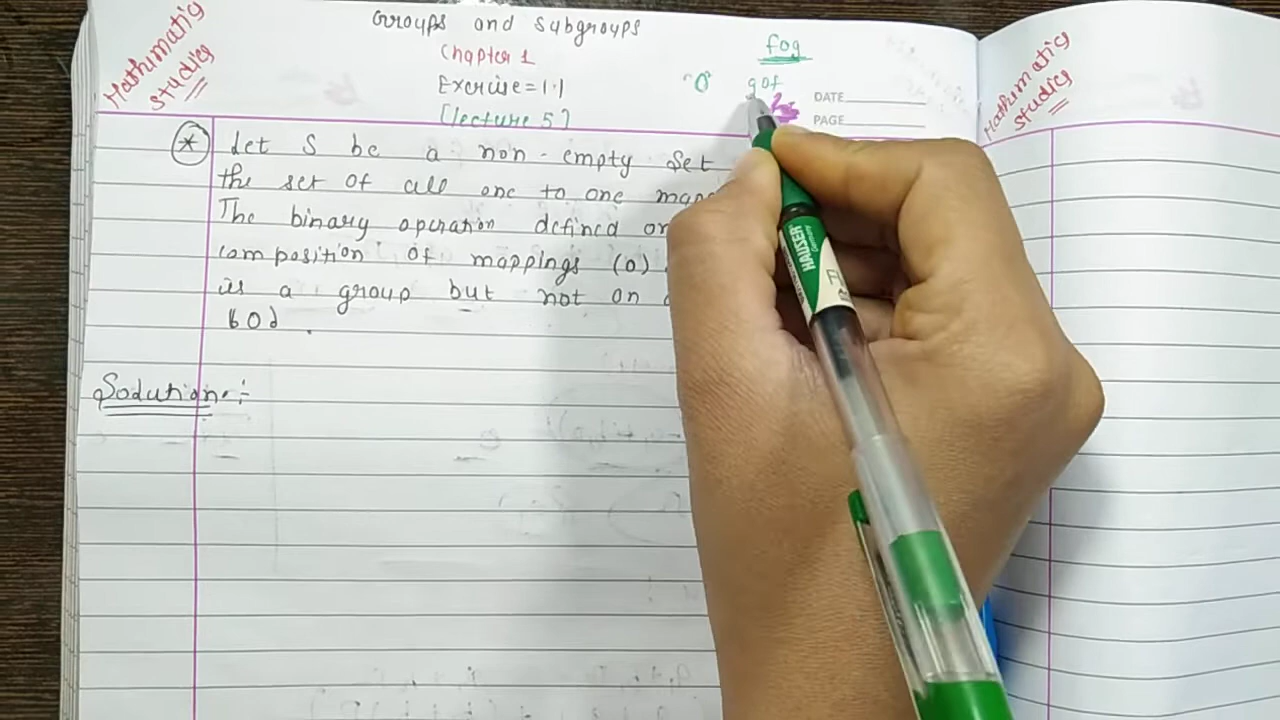 Mathematic Studies
Groups and Subgroups
Chapter 1
Exercise = 1.1
[lecture 5]
fog
"O" gof
DATE
PAGE
Mathematic Studies
* Let S be a non-empty Set
the set of all one to one
The binary operation defined
composition of mappings (o)
is a group but not on
Solution :-
HAUSER
Germany